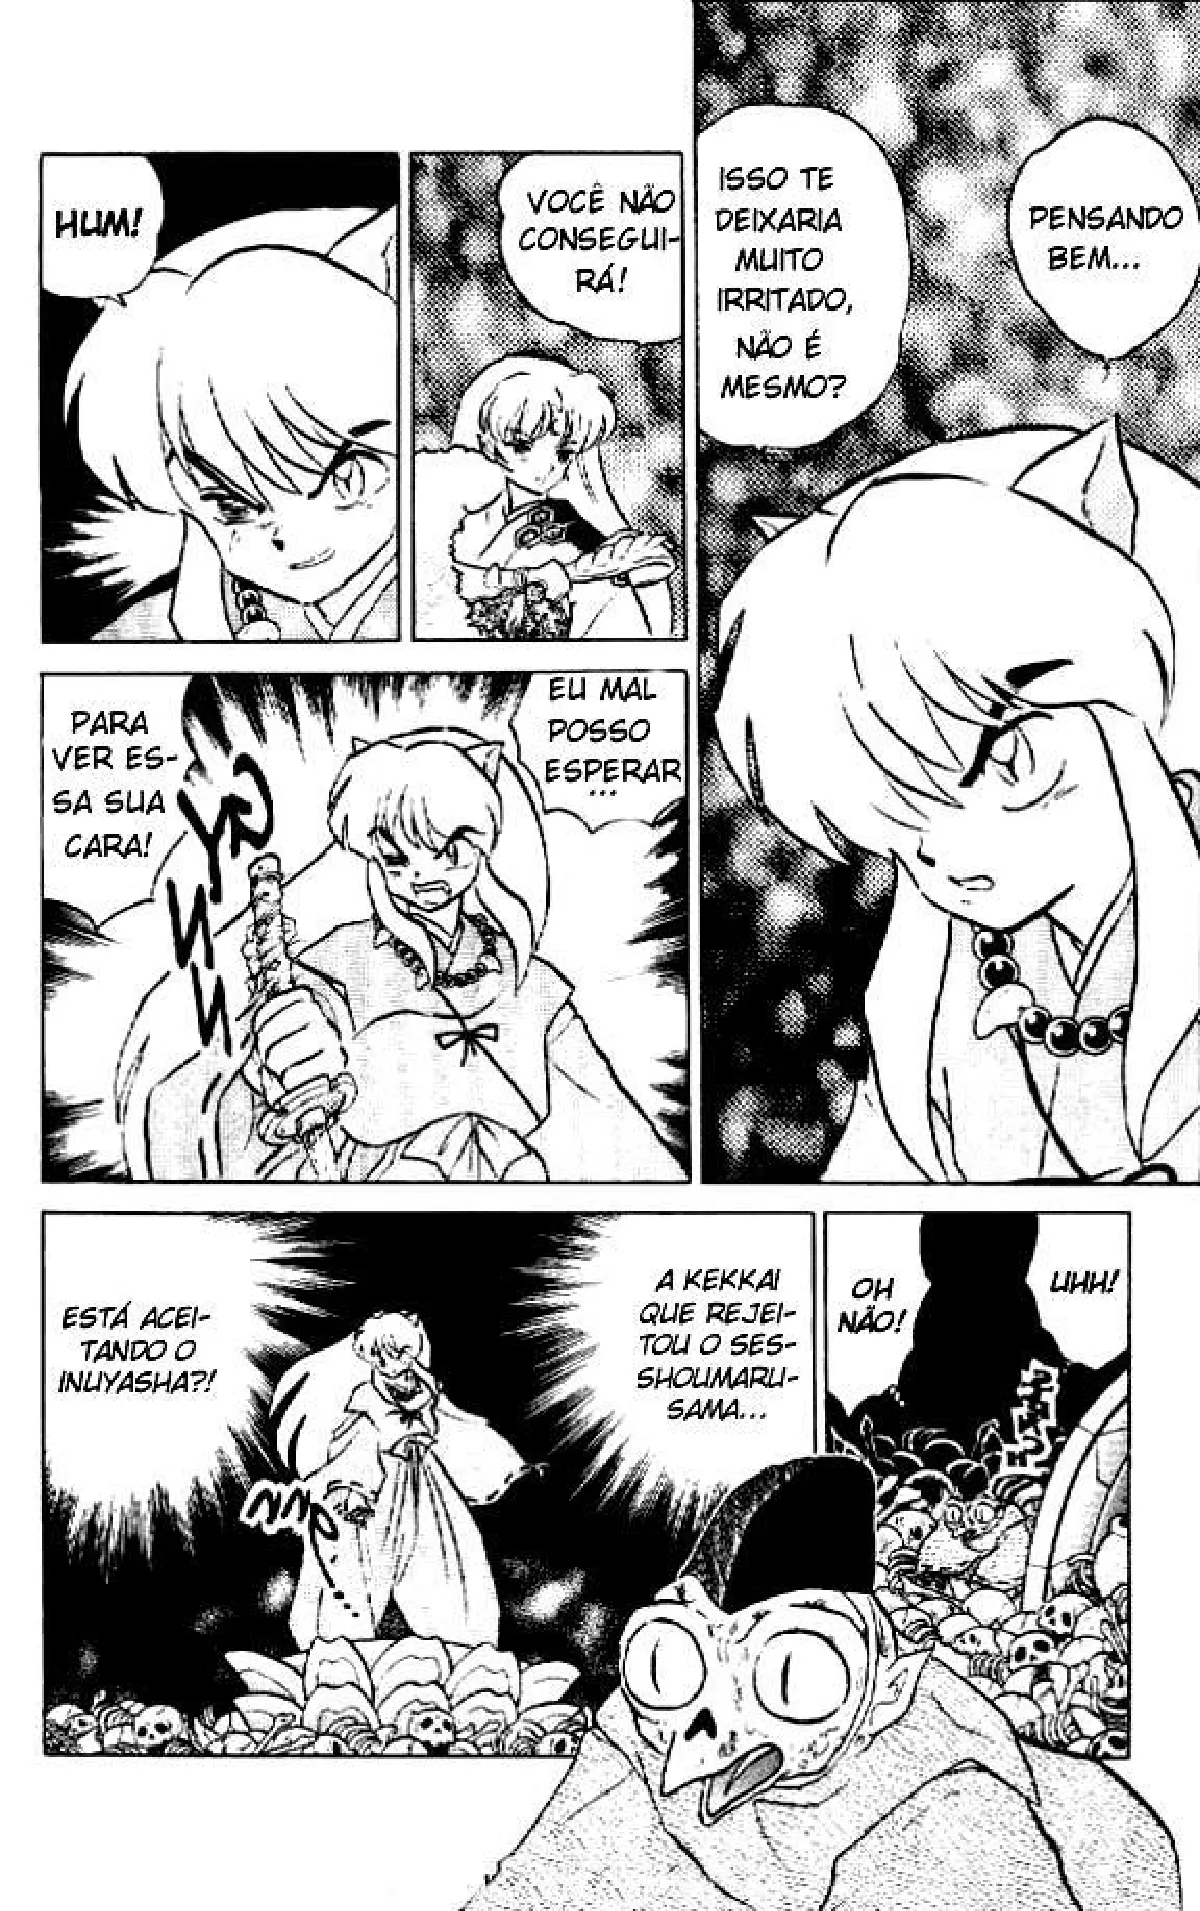 PENSANDO
BEM...
ISSO TE
DEIXARIA
MUITO
IRRITADO,
NÃO É
MESMO?
VOCÊ NÃO
CONSEGUI-
RÁ!
HUM!
EU MAL
POSSO
ESPERAR
...
PARA
VER ES-
SA SUA
CARA!
UHH!
OH
NÃO!
A KEKKAI
QUE REJEI-
TOU O SES-
SHOUMARU-
SAMA...
ESTÁ ACEI-
TANDO O
INUYASHA?!